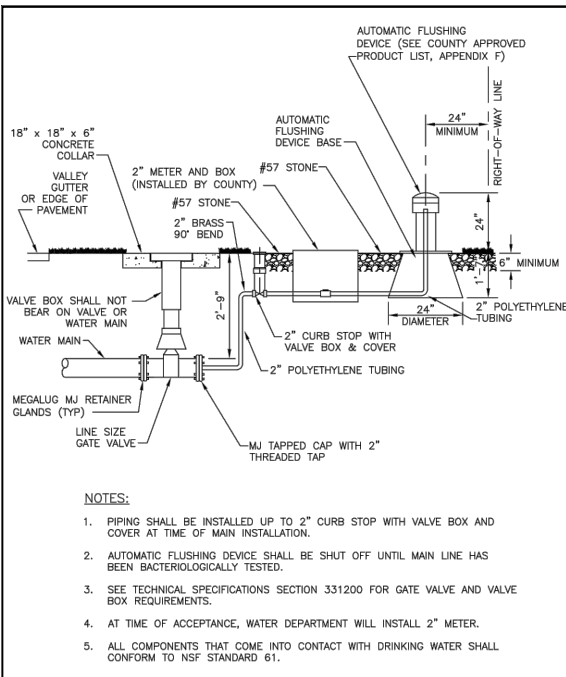 AUTOMATIC FLUSHING
DEVICE (SEE COUNTY APPROVED
PRODUCT LIST, APPENDIX F)
RIGHT-OF-WAY LINE
24"
MINIMUM
AUTOMATIC
FLUSHING
DEVICE BASE
18" x 18" x 6"
CONCRETE
COLLAR
2" METER AND BOX
(INSTALLED BY COUNTY)
VALLEY
GUTTER
OR EDGE OF
PAVEMENT
#57 STONE
#57 STONE
2" BRASS
90° BEND
24"
6" MINIMUM
1'-7"
2'-9"
VALVE BOX SHALL NOT
BEAR ON VALVE OR
WATER MAIN
24"
DIAMETER
2" POLYETHYLENE
TUBING
WATER MAIN
2" CURB STOP WITH
VALVE BOX & COVER
2" POLYETHYLENE TUBING
MEGALUG MJ RETAINER
GLANDS (TYP)
LINE SIZE
GATE VALVE
MJ TAPPED CAP WITH 2"
THREADED TAP
NOTES:
1. PIPING SHALL BE INSTALLED UP TO 2" CURB STOP WITH VALVE BOX AND
COVER AT TIME OF MAIN INSTALLATION.
2. AUTOMATIC FLUSHING DEVICE SHALL BE SHUT OFF UNTIL MAIN LINE HAS
BEEN BACTERIOLOGICALLY TESTED.
3. SEE TECHNICAL SPECIFICATIONS SECTION 331200 FOR GATE VALVE AND VALVE
BOX REQUIREMENTS.
4. AT TIME OF ACCEPTANCE, WATER DEPARTMENT WILL INSTALL 2" METER.
5. ALL COMPONENTS THAT COME INTO CONTACT WITH DRINKING WATER SHALL
CONFORM TO NSF STANDARD 61.